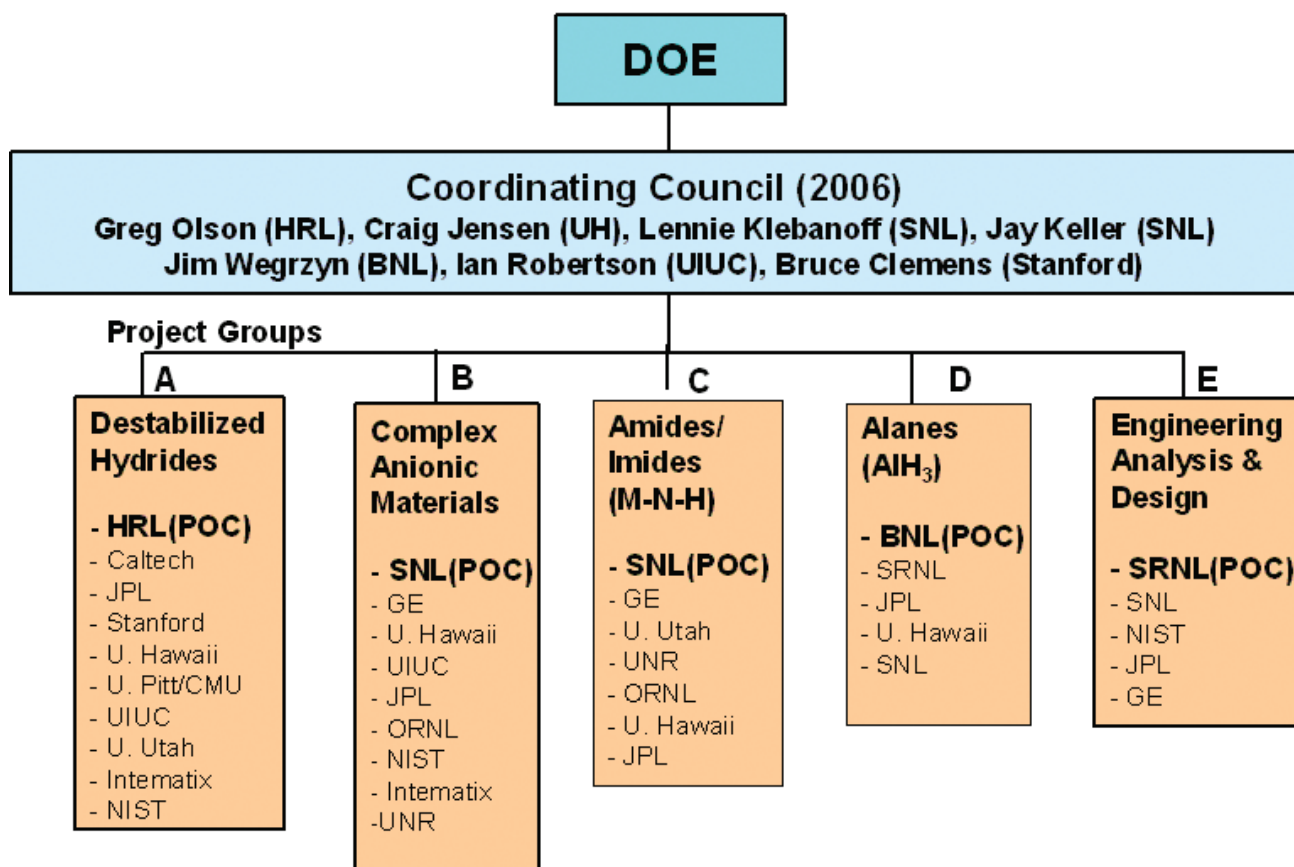 DOE
Coordinating Council (2006)
Greg Olson (HRL), Craig Jensen (UH), Lennie Klebanoff (SNL), Jay Keller (SNL)
Jim Wegrzyn (BNL), Ian Robertson (UIUC), Bruce Clemens (Stanford)
Project Groups
A
Destabilized
Hydrides
- HRL(POC)
- Caltech
- JPL
- Stanford
- U. Hawaii
- U. Pitt/CMU
- UIUC
- U. Utah
- Intematix
- NIST
B
Complex
Anionic
Materials
- SNL(POC)
- GE
- U. Hawaii
- UIUC
- JPL
- ORNL
- NIST
- Intematix
-UNR
C
Amides/
Imides
(M-N-H)
- SNL(POC)
- GE
- U. Utah
- UNR
- ORNL
- U. Hawaii
- JPL
D
Alanes
(AlH₃)
- BNL(POC)
- SRNL
- JPL
- U. Hawaii
- SNL
E
Engineering
Analysis &
Design
- SRNL(POC)
- SNL
- NIST
- JPL
- GE